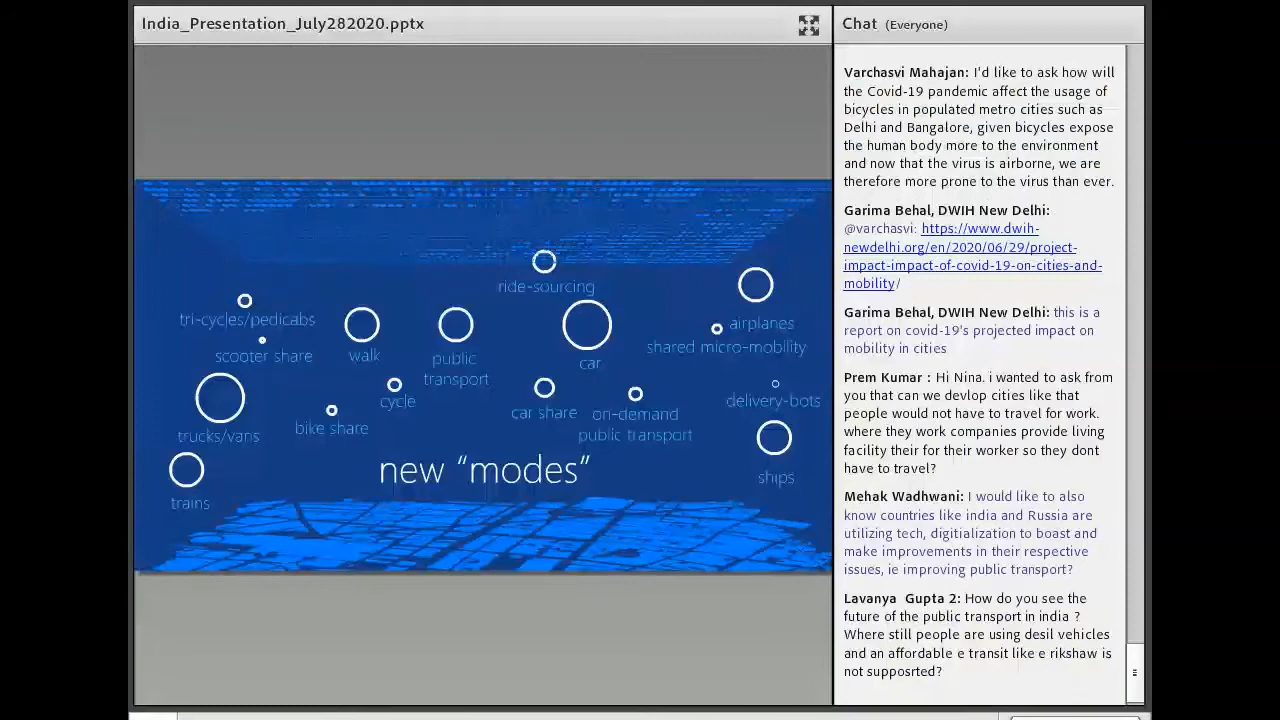 India_Presentation_July282020.pptx
ride-sourcing
tri-cycles/pedicabs
airplanes
scooter share
walk
public
transport
car
shared micro-mobility
cycle
car share
on-demand
public transport
delivery-bots
trucks/vans
bike share
new “modes”
ships
trains
Chat (Everyone)
Varchasvi Mahajan: I'd like to ask how will
the Covid-19 pandemic affect the usage of
bicycles in populated metro cities such as
Delhi and Bangalore, given bicycles expose
the human body more to the environment
and now that the virus is airborne, we are
therefore more prone to the virus than ever.
Garima Behal, DWIH New Delhi:
@varchasvi: https://www.dwih-
newdelhi.org/en/2020/06/29/project-
impact-impact-of-covid-19-on-cities-and-
mobility/
Garima Behal, DWIH New Delhi: this is a
report on covid-19's projected impact on
mobility in cities
Prem Kumar : Hi Nina. i wanted to ask from
you that can we devlop cities like that
people would not have to travel for work.
where they work companies provide living
facility their for their worker so they dont
have to travel?
Mehak Wadhwani: I would like to also
know countries like india and Russia are
utilizing tech, digitialization to boast and
make improvements in their respective
issues, ie improving public transport?
Lavanya Gupta 2: How do you see the
future of the public transport in india ?
Where still people are using desil vehicles
and an affordable e transit like e rikshaw is
not supposrted?